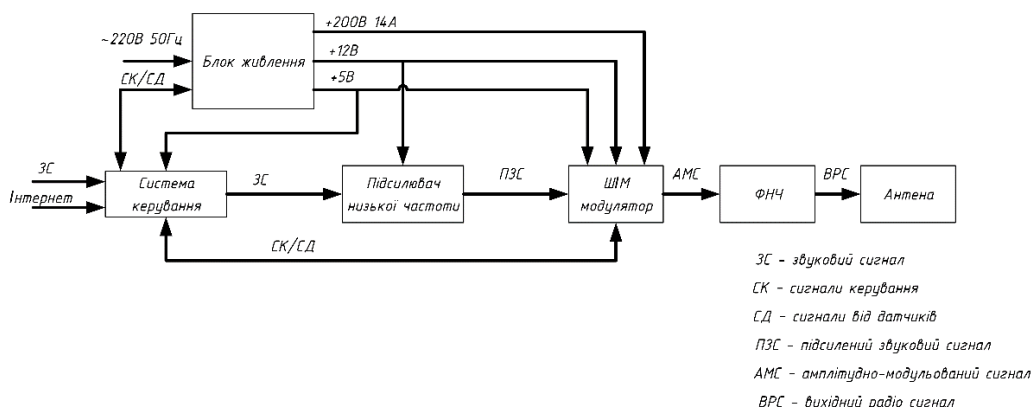 +200В 14А
~220В 50Гц
Блок живлення
+12В
+5В
СК/СД
ЗС
Інтернет
Система
керування
ЗС
Підсилювач
низької частоти
ПЗС
ШІМ
модулятор
АМС
ФНЧ
ВРС
Антена
СК/СД
ЗС - звуковий сигнал
СК - сигнали керування
СД - сигнали від датчиків
ПЗС - підсилений звуковий сигнал
АМС - амплітудно-модульований сигнал
ВРС - вихідний радіо сигнал